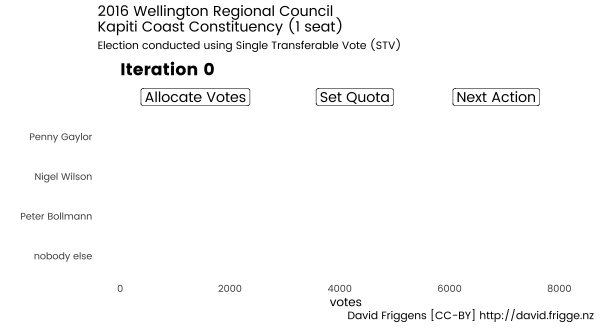 2016 Wellington Regional Council
Kapiti Coast Constituency (1 seat)
Election conducted using Single Transferable Vote (STV)
Iteration 0
Allocate Votes Set Quota Next Action
Penny Gaylor
Nigel Wilson
Peter Bollmann
nobody else
0 2000 4000 6000 8000
votes
David Friggens [CC-BY] http://david.frigge.nz